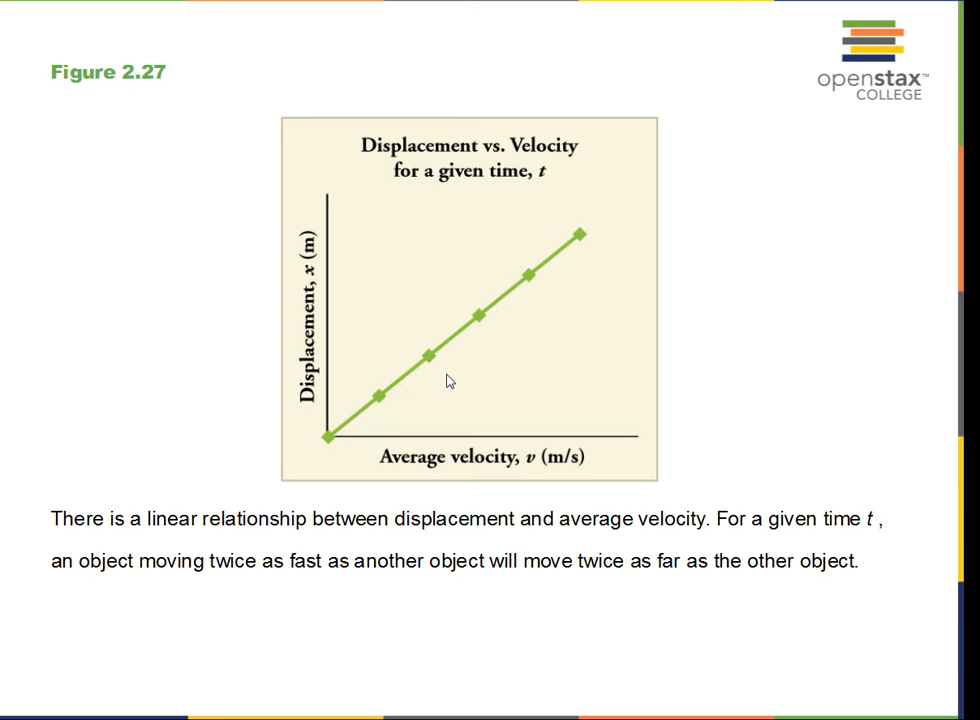 Figure 2.27
openstax™
COLLEGE
Displacement vs. Velocity
for a given time, t
Displacement, x (m)
Average velocity, v (m/s)
There is a linear relationship between displacement and average velocity. For a given time t ,
an object moving twice as fast as another object will move twice as far as the other object.